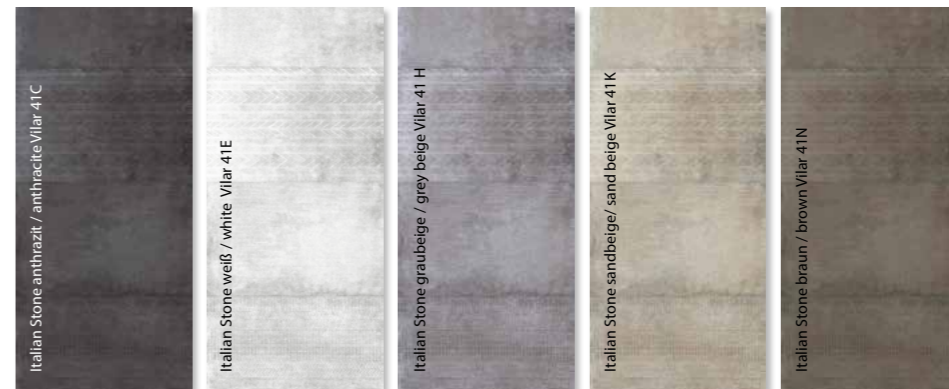 Italian Stone anthrazit / anthracite Vilar 41C
Italian Stone weiß / white Vilar 41E
Italian Stone graubeige / grey beige Vilar 41 H
Italian Stone sandbeige/ sand beige Vilar 41K
Italian Stone braun / brown Vilar 41N